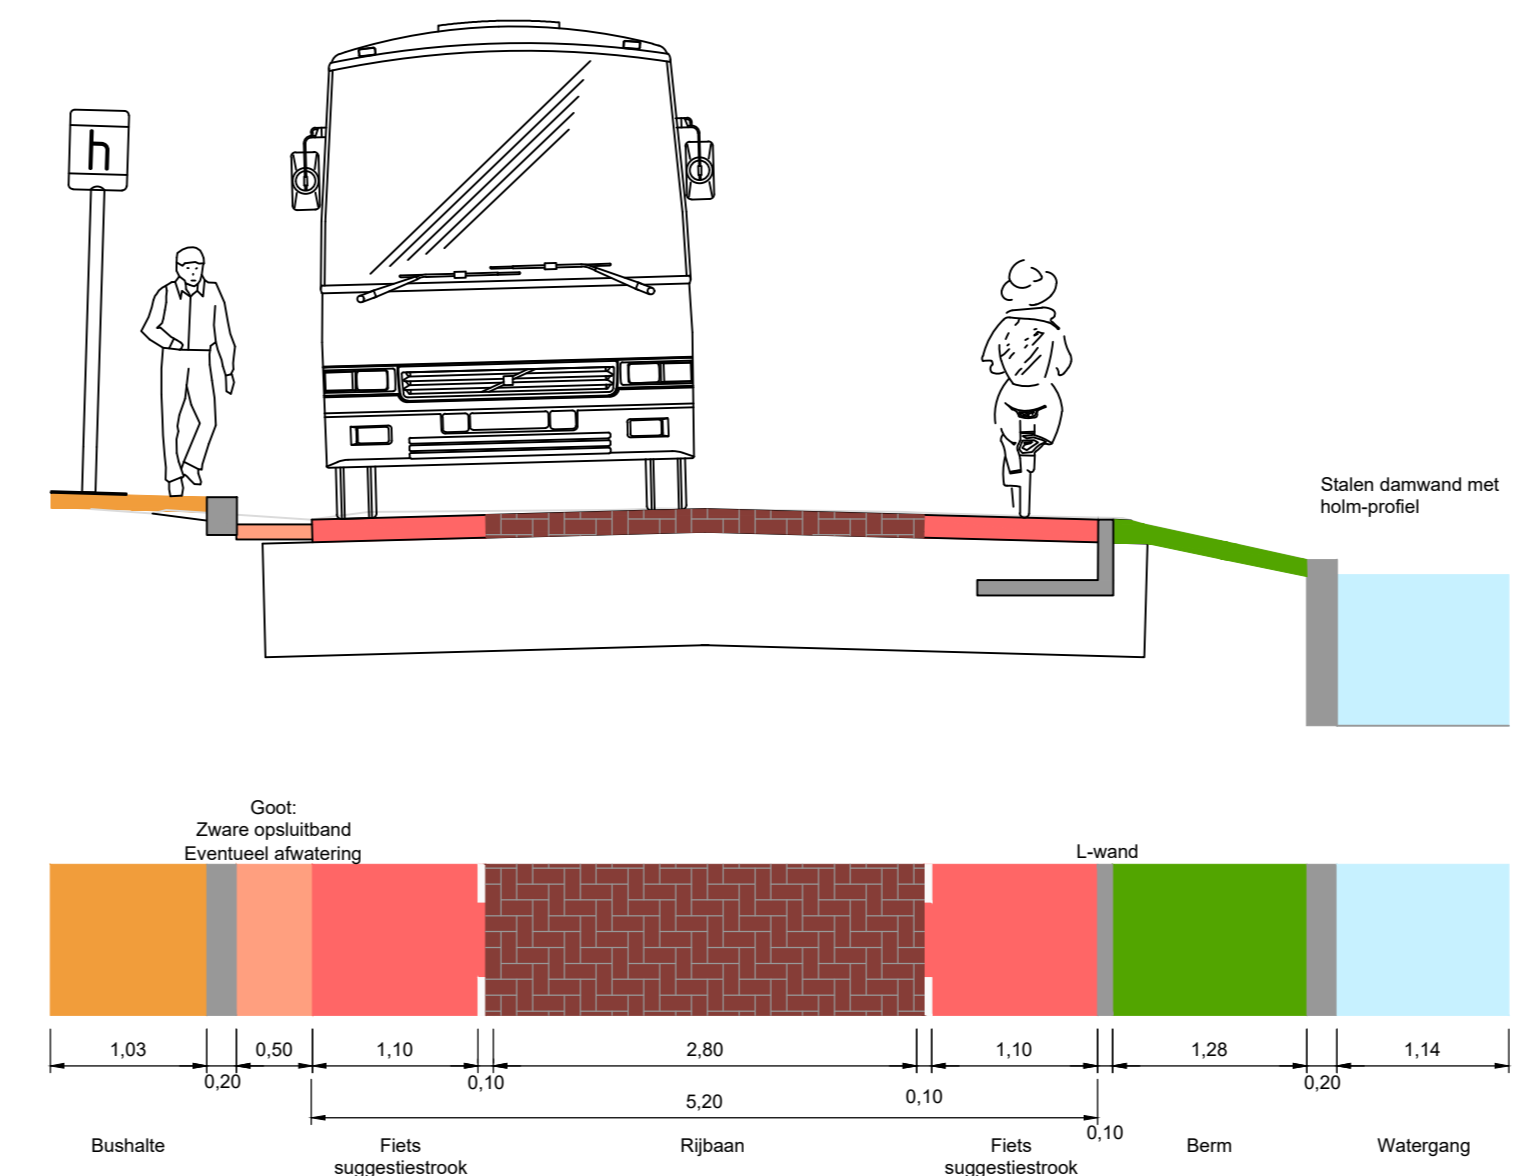 h
Stalen damwand met
holm-profiel
Goot:
Zware opsluitband
Eventueel afwatering
L-wand
1,03
0,50
1,10
2,80
1,10
1,28
1,14
0,20
0,10
0,10
0,20
5,20
0,10
Bushalte
Fiets
suggestiestrook
Rijbaan
Fiets
suggestiestrook
Berm
Watergang